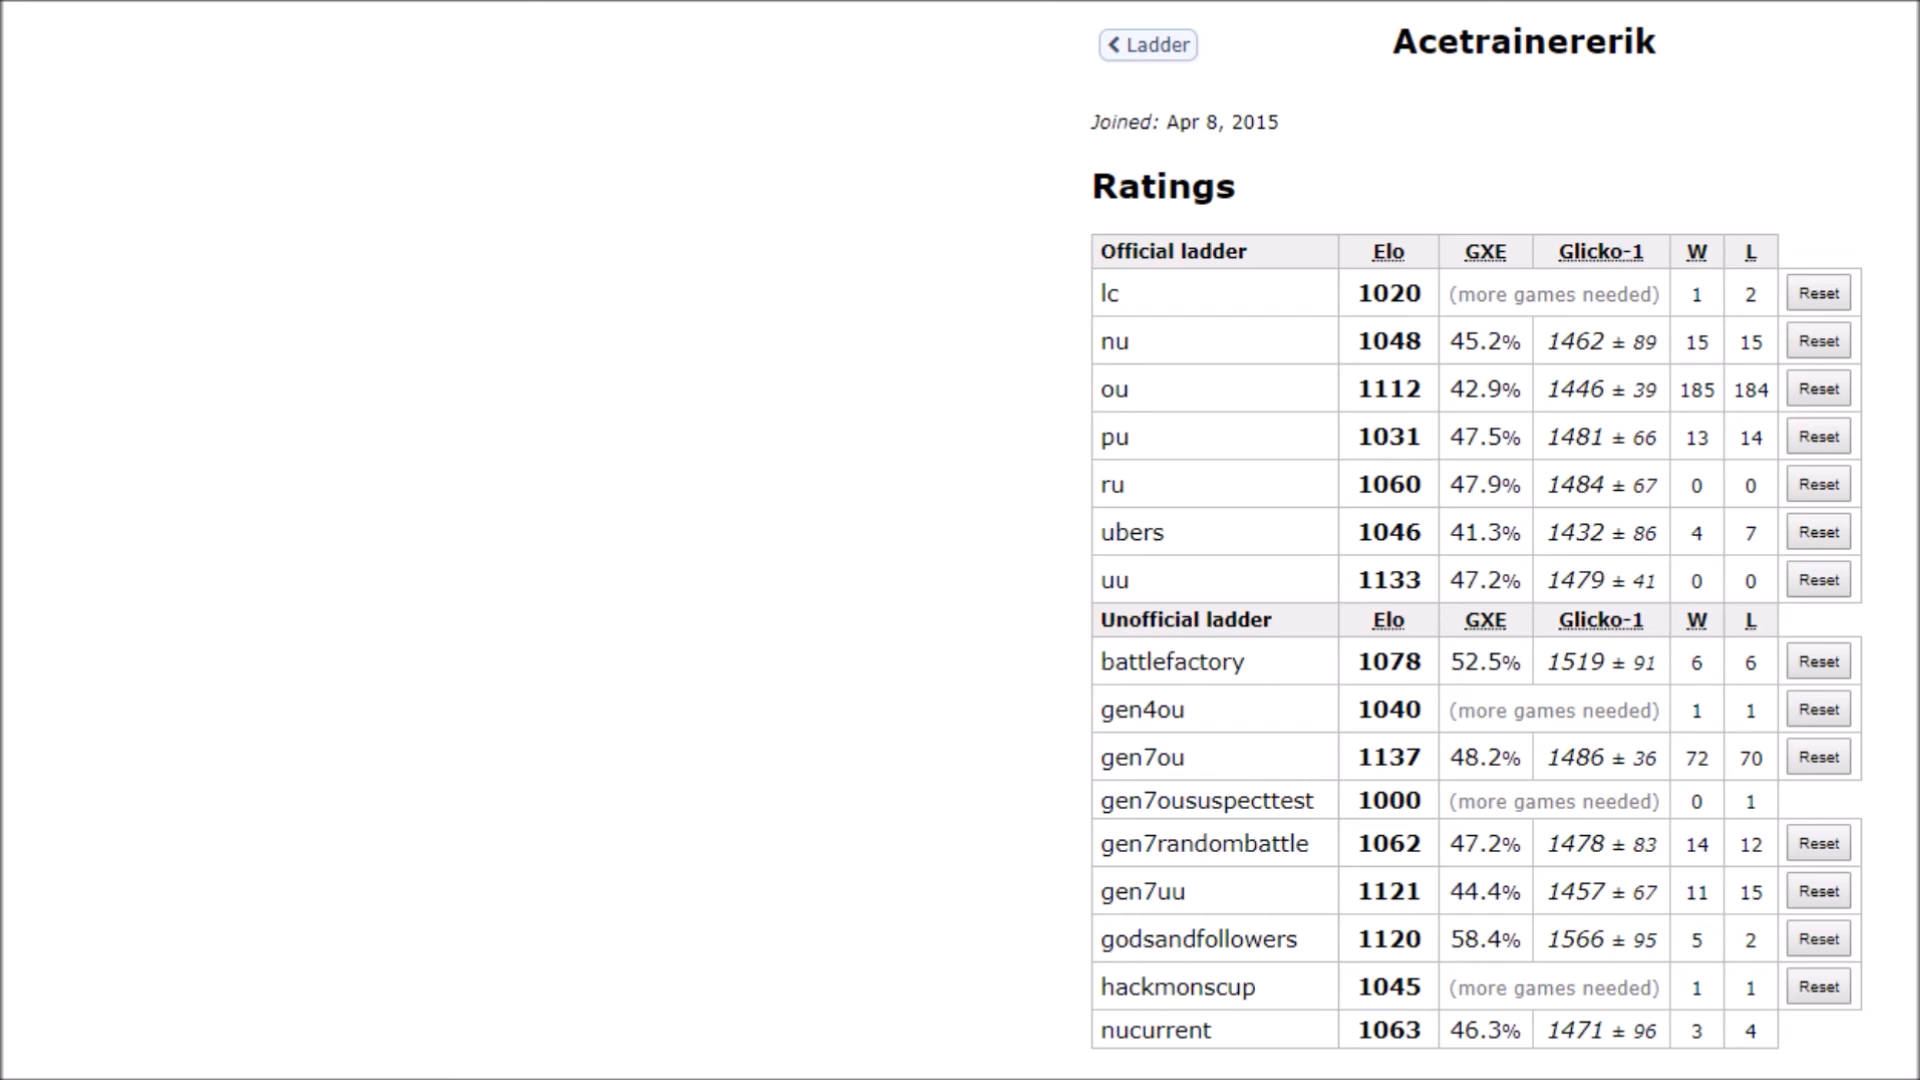 Ladder
Acetrainererik
Joined: Apr 8, 2015
Ratings
Official ladder Elo GXE Glicko-1 W L
lc 1020 (more games needed) 1 2 Reset
nu 1048 45.2% 1462 ± 89 15 15 Reset
ou 1112 42.9% 1446 ± 39 185 184 Reset
pu 1031 47.5% 1481 ± 66 13 14 Reset
ru 1060 47.9% 1484 ± 67 0 0 Reset
ubers 1046 41.3% 1432 ± 86 4 7 Reset
uu 1133 47.2% 1479 ± 41 0 0 Reset
Unofficial ladder Elo GXE Glicko-1 W L
battlefactory 1078 52.5% 1519 ± 91 6 6 Reset
gen4ou 1040 (more games needed) 1 1 Reset
gen7ou 1137 48.2% 1486 ± 36 72 70 Reset
gen7oususpecttest 1000 (more games needed) 0 1
gen7randombattle 1062 47.2% 1478 ± 83 14 12 Reset
gen7uu 1121 44.4% 1457 ± 67 11 15 Reset
godsandfollowers 1120 58.4% 1566 ± 95 5 2 Reset
hackmonscup 1045 (more games needed) 1 1 Reset
nucurrent 1063 46.3% 1471 ± 96 3 4